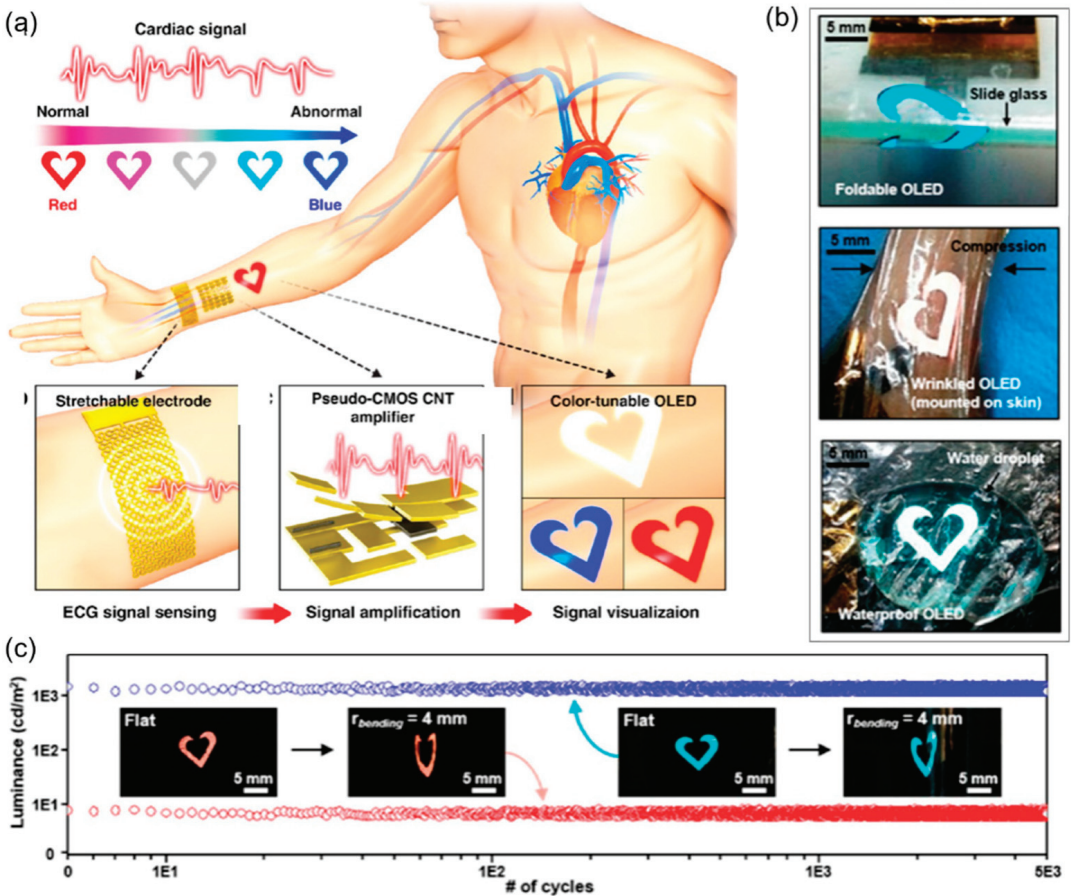 (a)
Cardiac signal
Normal
Abnormal
Red
Blue
Stretchable electrode
Pseudo-CMOS CNT
amplifier
Color-tunable OLED
ECG signal sensing
Signal amplification
Signal visualizaion
(b)
5 mm
Slide glass
Foldable OLED
5 mm
Compression
Wrinkled OLED
(mounted on skin)
5 mm
Water droplet
Waterproof OLED
(c)
Luminance (cd/m²)
1E3
1E2
1E1
0
Flat
5 mm
r_bending = 4 mm
5 mm
Flat
5 mm
r_bending = 4 mm
5 mm
0
1E1
1E2
1E3
5E3
# of cycles